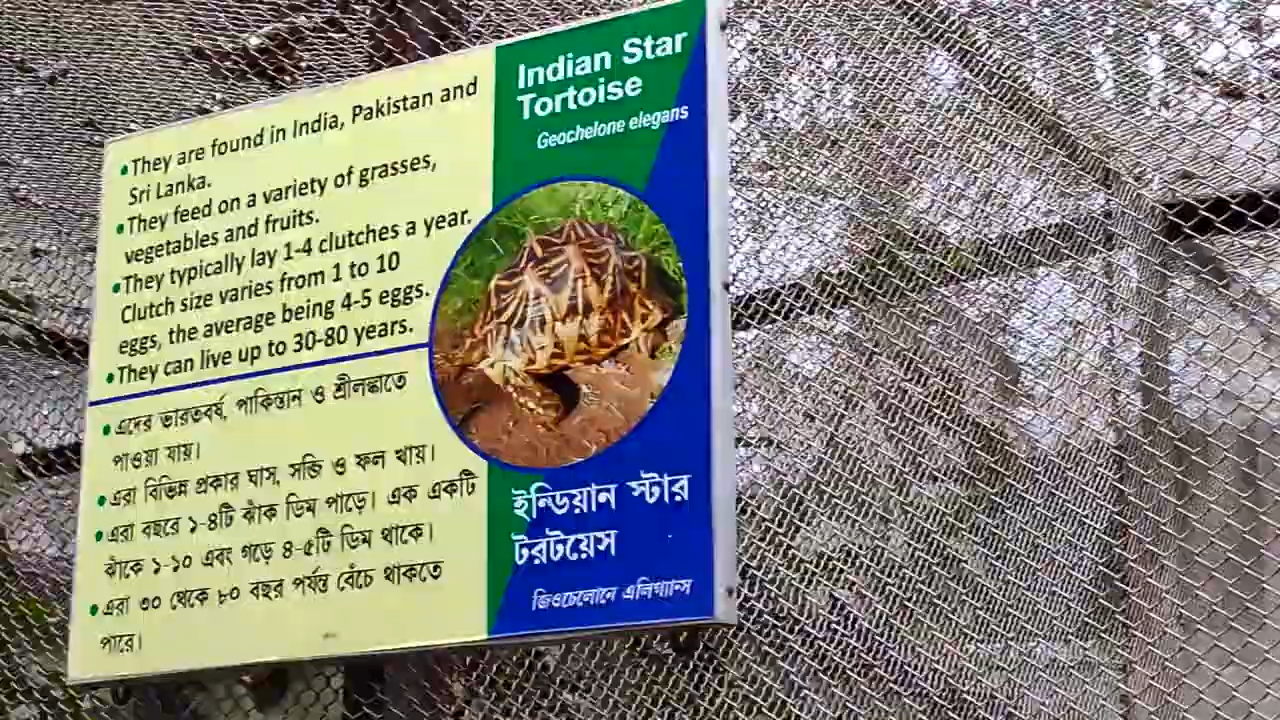 Indian Star
Tortoise
Geochelone elegans
•They are found in India, Pakistan and
Sri Lanka.
•They feed on a variety of grasses,
vegetables and fruits.
•They typically lay 1-4 clutches a year.
Clutch size varies from 1 to 10
eggs, the average being 4-5 eggs.
•They can live up to 30-80 years.
•এদের ভারতবর্ষ, পাকিস্তান ও শ্রীলঙ্কাতে
পাওয়া যায়।
•এরা বিভিন্ন প্রকার ঘাস, সব্জি ও ফল খায়।
•এরা বছরে ১-৪টি ঝাঁক ডিম পাড়ে। এক একটি
ঝাঁকে ১-১০ এবং গড়ে ৪-৫টি ডিম থাকে।
•এরা ৩০ থেকে ৮০ বছর পর্যন্ত বেঁচে থাকতে
পারে।
ইন্ডিয়ান স্টার
টরটয়েস
জিওচেলোনে এলিগ্যান্স